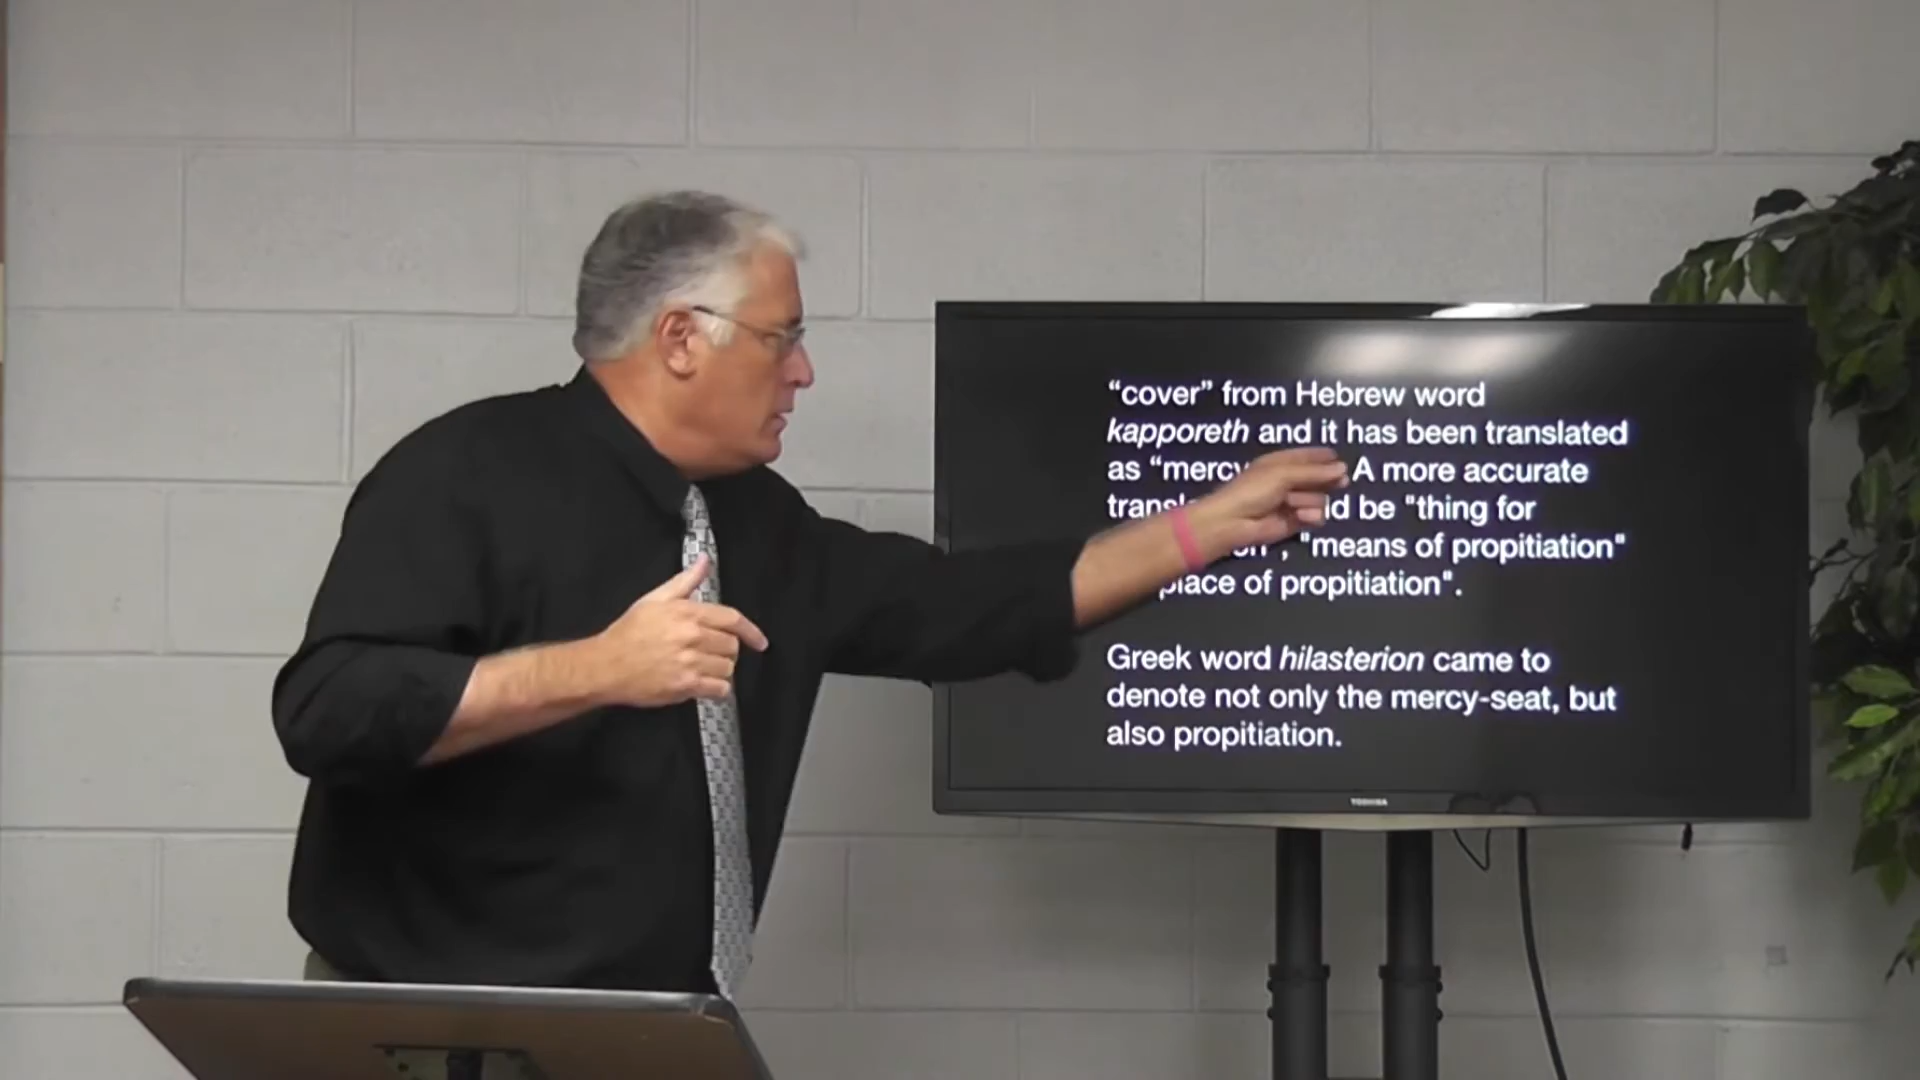 “cover” from Hebrew word
kapporeth and it has been translated
as “mercy A more accurate
be "thing for
, "means of propitiation"
place of propitiation".
Greek word hilasterion came to
denote not only the mercy-seat, but
also propitiation.
TOSHIBA